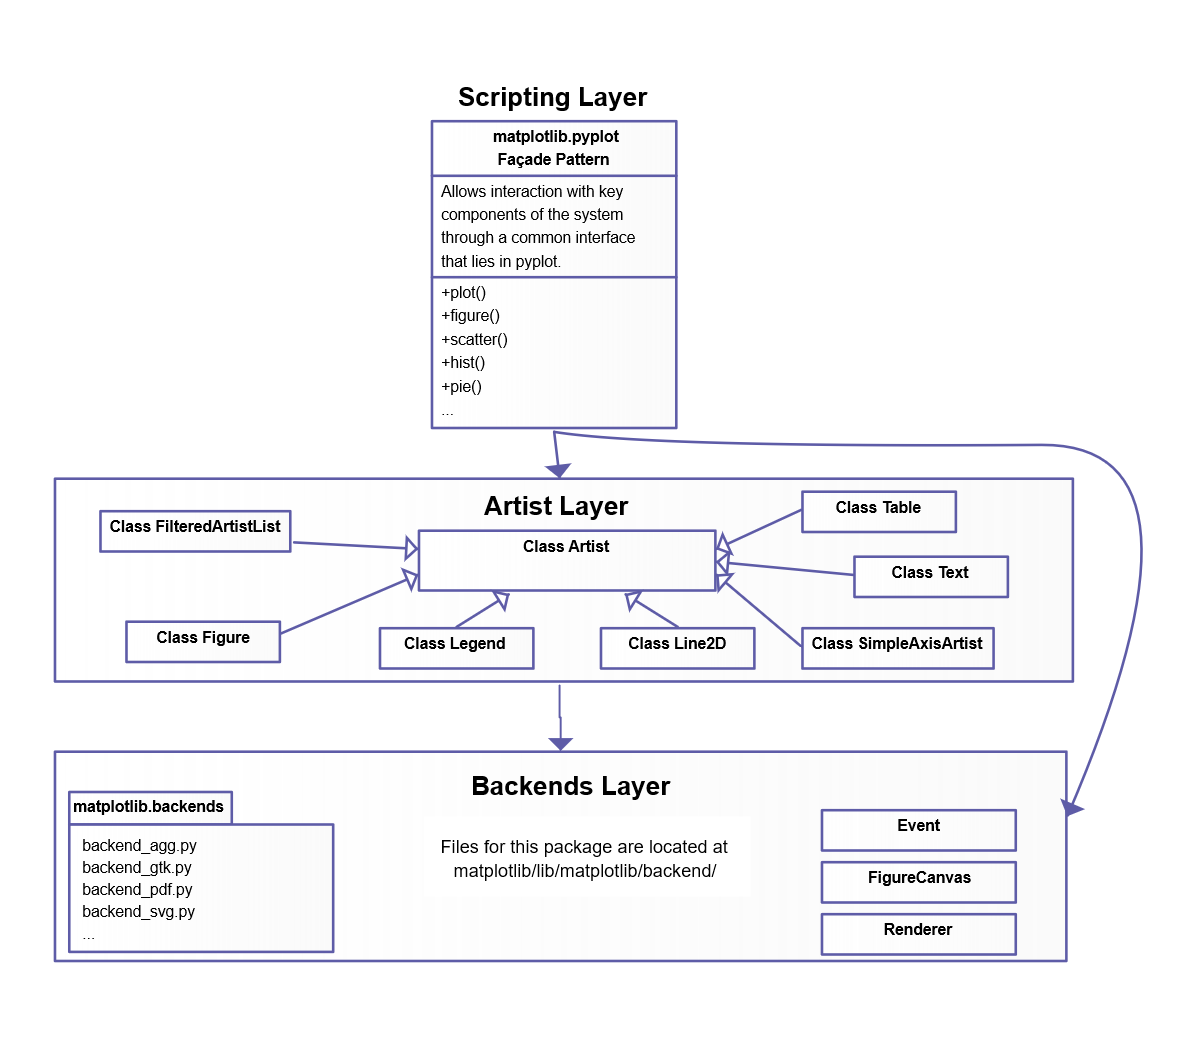 Scripting Layer
matplotlib.pyplot
Façade Pattern
Allows interaction with key
components of the system
through a common interface
that lies in pyplot.
+plot()
+figure()
+scatter()
+hist()
+pie()
...
Artist Layer
Class FilteredArtistList
Class Artist
Class Table
Class Text
Class Figure
Class Legend
Class Line2D
Class SimpleAxisArtist
Backends Layer
matplotlib.backends
backend_agg.py
backend_gtk.py
backend_pdf.py
backend_svg.py
...
Files for this package are located at
matplotlib/lib/matplotlib/backend/
Event
FigureCanvas
Renderer